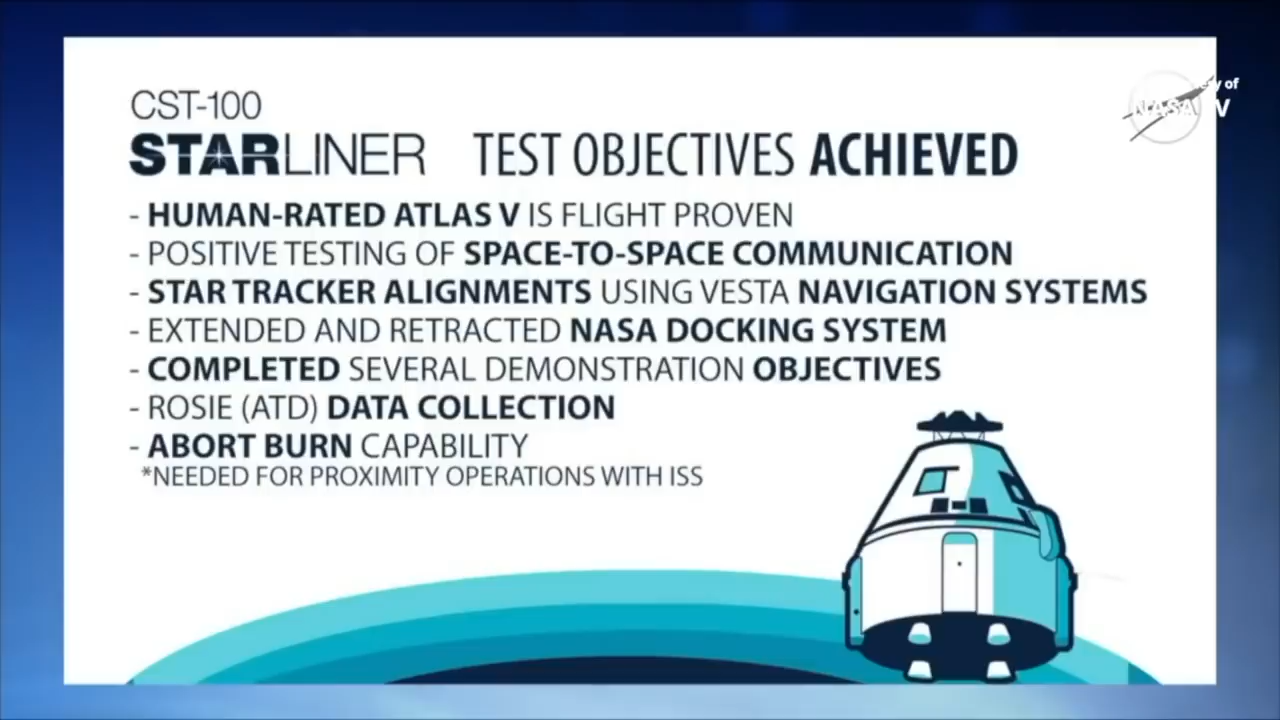 CST-100
STARLINER TEST OBJECTIVES ACHIEVED
- HUMAN-RATED ATLAS V IS FLIGHT PROVEN
- POSITIVE TESTING OF SPACE-TO-SPACE COMMUNICATION
- STAR TRACKER ALIGNMENTS USING VESTA NAVIGATION SYSTEMS
- EXTENDED AND RETRACTED NASA DOCKING SYSTEM
- COMPLETED SEVERAL DEMONSTRATION OBJECTIVES
- ROSIE (ATD) DATA COLLECTION
- ABORT BURN CAPABILITY
*NEEDED FOR PROXIMITY OPERATIONS WITH ISS
of
NASA V